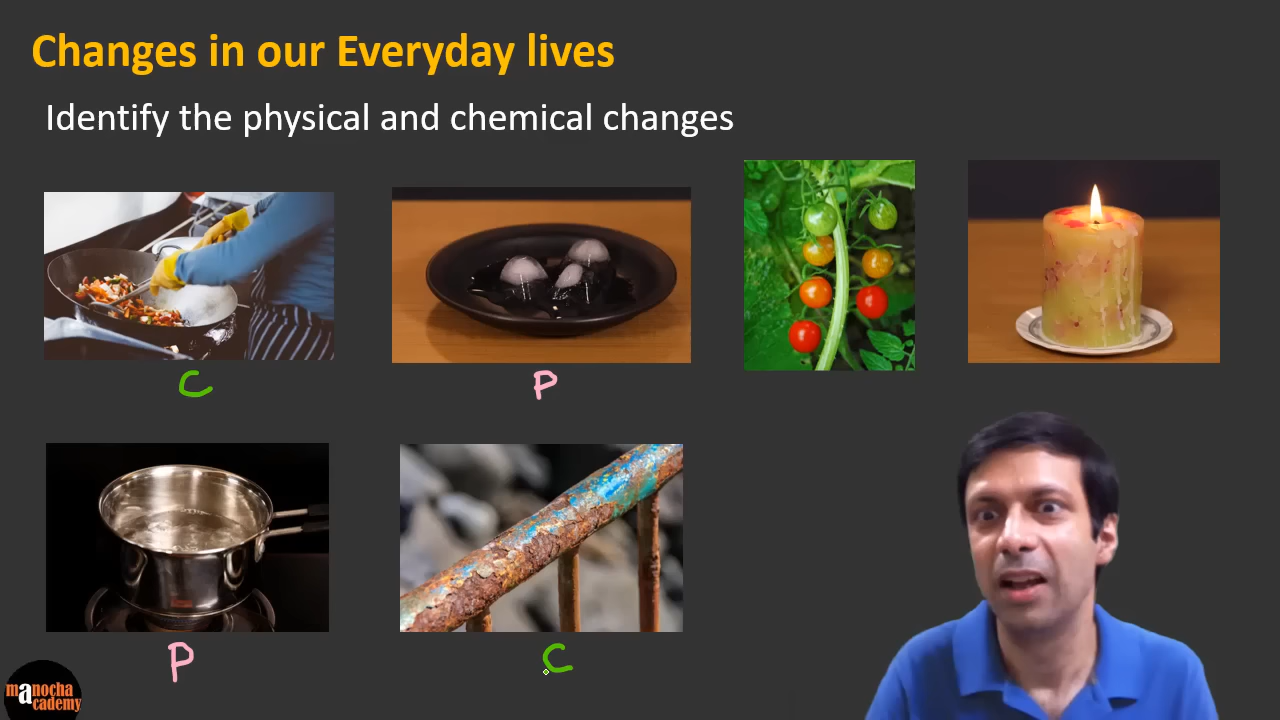 Changes in our Everyday lives
Identify the physical and chemical changes
C
P
P
C
manocha
academy